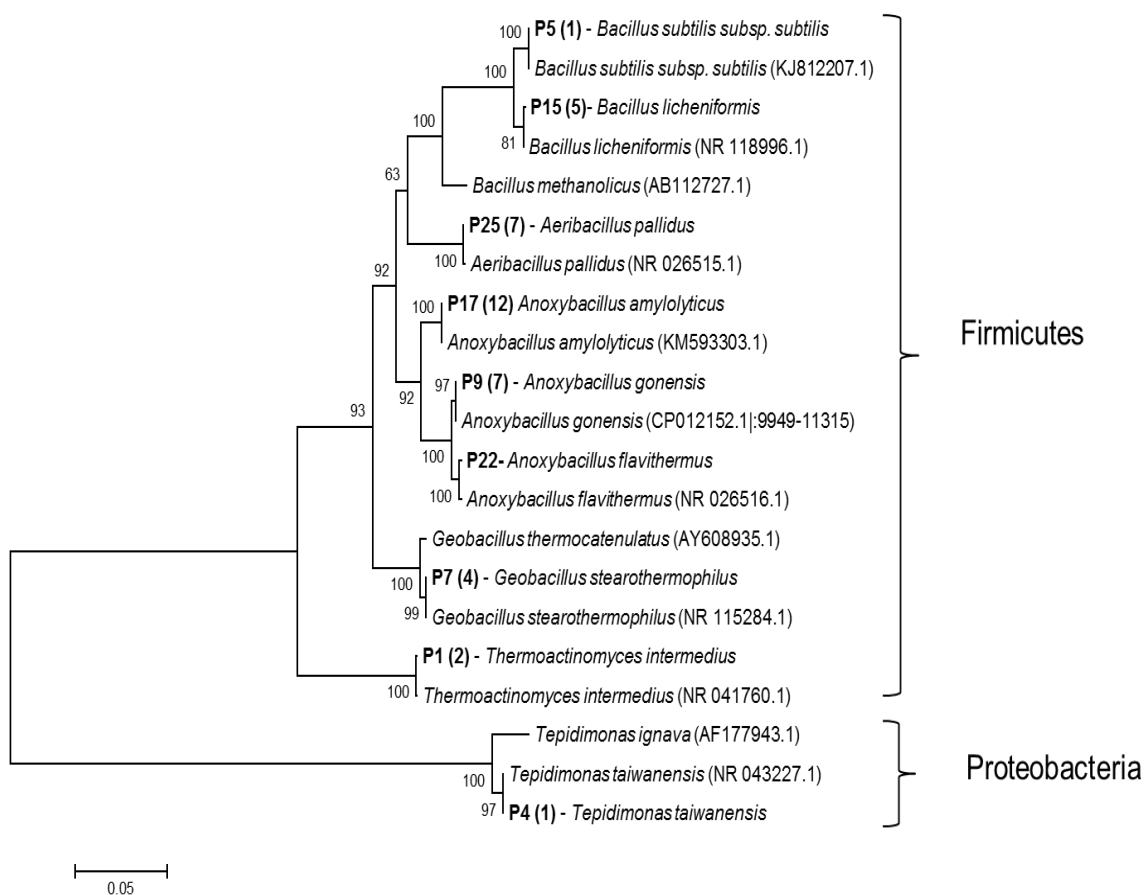 100
P5 (1) - Bacillus subtilis subsp. subtilis
100
Bacillus subtilis subsp. subtilis (KJ812207.1)
P15 (5)- Bacillus licheniformis
100
81
Bacillus licheniformis (NR 118996.1)
63
Bacillus methanolicus (AB112727.1)
P25 (7) - Aeribacillus pallidus
100
Aeribacillus pallidus (NR 026515.1)
92
100
P17 (12) Anoxybacillus amylolyticus
Anoxybacillus amylolyticus (KM593303.1)
Firmicutes
97
P9 (7) - Anoxybacillus gonensis
92
93
Anoxybacillus gonensis (CP012152.1|:9949-11315)
100
P22- Anoxybacillus flavithermus
100
Anoxybacillus flavithermus (NR 026516.1)
Geobacillus thermocatenulatus (AY608935.1)
100
P7 (4) - Geobacillus stearothermophilus
99
Geobacillus stearothermophilus (NR 115284.1)
P1 (2) - Thermoactinomyces intermedius
100
Thermoactinomyces intermedius (NR 041760.1)
Tepidimonas ignava (AF177943.1)
100
Tepidimonas taiwanensis (NR 043227.1)
Proteobacteria
97
P4 (1) - Tepidimonas taiwanensis
0.05